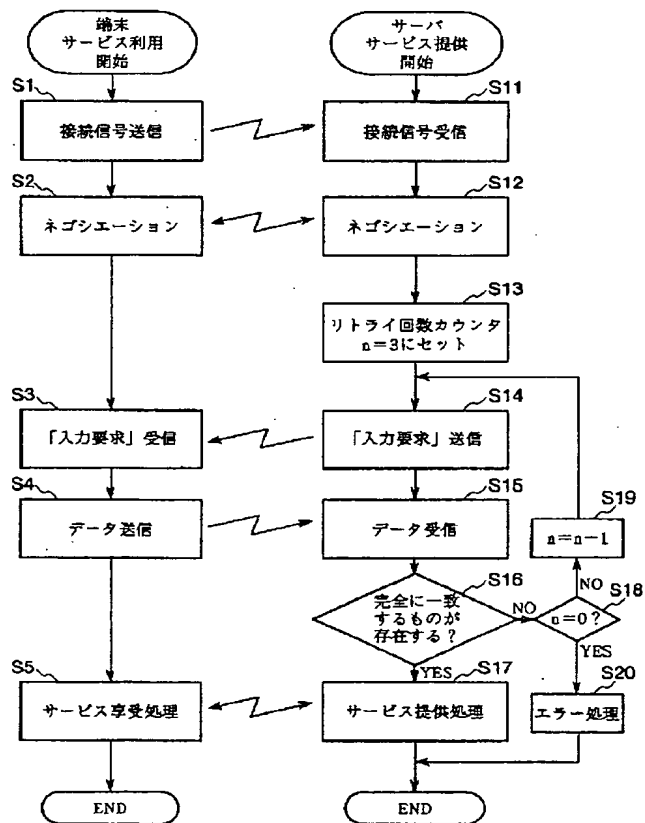 端末
サービス利用
開始
サーバ
サービス提供
開始
S1
接続信号送信
S11
接続信号受信
S2
ネゴシエーション
S12
ネゴシエーション
S13
リトライ回数カウンタ
n=3にセット
S3
「入力要求」受信
S14
「入力要求」送信
S4
データ送信
S15
データ受信
S19
n=n-1
S16
完全に一致
するものが
存在する?
NO
NO
S18
n=0?
YES
YES
S5
サービス享受処理
S17
サービス提供処理
S20
エラー処理
END
END